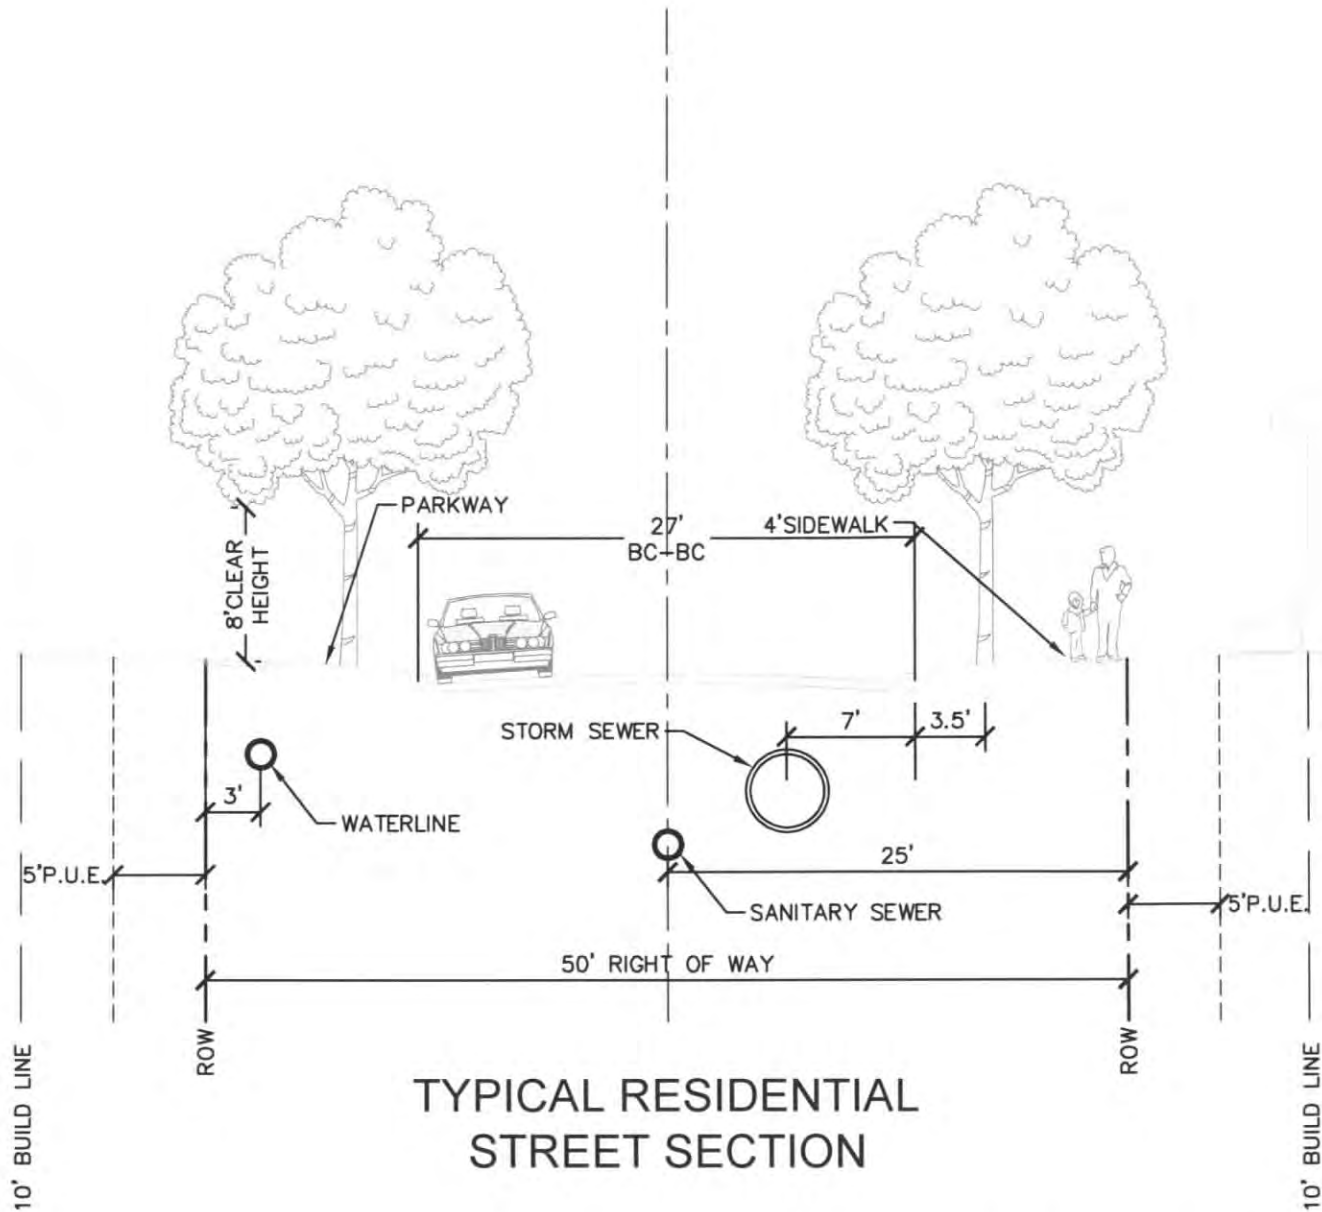 PARKWAY
27'
BC-BC
4'SIDEWALK
8'CLEAR
HEIGHT
STORM SEWER
7'
3.5'
3'
WATERLINE
25'
5'P.U.E.
SANITARY SEWER
5'P.U.E.
50' RIGHT OF WAY
ROW
ROW
10' BUILD LINE
10' BUILD LINE
TYPICAL RESIDENTIAL
STREET SECTION